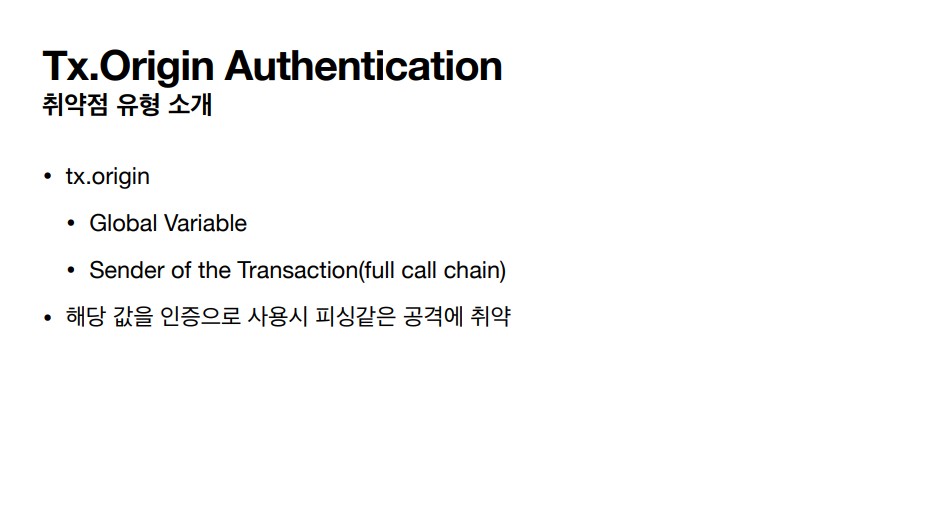 Tx.Origin Authentication
취약점 유형 소개
• tx.origin
• Global Variable
• Sender of the Transaction(full call chain)
• 해당 값을 인증으로 사용시 피싱같은 공격에 취약